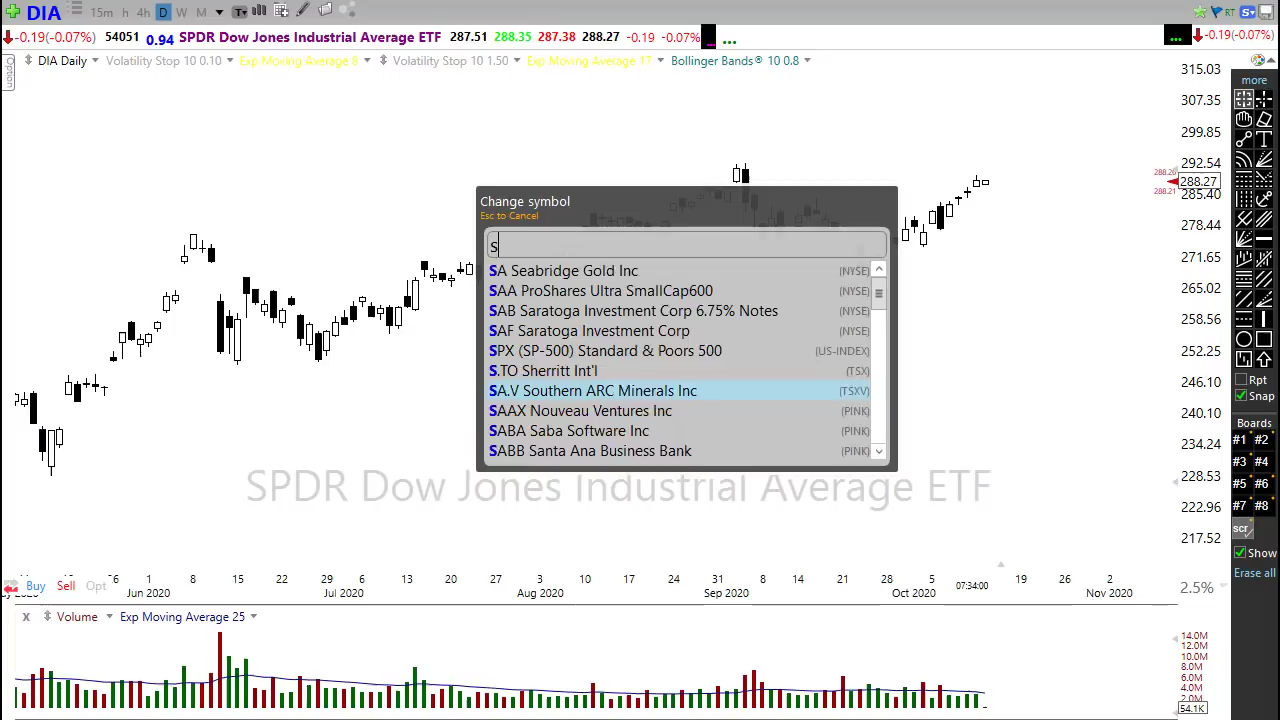 DIA 15m h 4h D W M T
-0.19(-0.07%) 54051 0.94 SPDR Dow Jones Industrial Average ETF 287.51 288.35 287.38 288.27 -0.19 -0.07% ... ... -0.19(-0.07%)
RT
Option
DIA Daily Volatility Stop 10 0.10 Exp Moving Average 8 Volatility Stop 10 1.50 Exp Moving Average 17 Bollinger Bands® 10 0.8
315.03
307.35
299.85
292.54
288.26
288.27
288.21
285.40
278.44
271.65
265.02
258.56
252.25
246.10
240.10
234.24
228.53
222.96
217.52
2.5%
Change symbol
Esc to Cancel
s
SA Seabridge Gold Inc (NYSE)
SAA ProShares Ultra SmallCap600 (NYSE)
SAB Saratoga Investment Corp 6.75% Notes (NYSE)
SAF Saratoga Investment Corp (NYSE)
SPX (SP-500) Standard & Poors 500 (US-INDEX)
S.TO Sherritt Int'l (TSX)
SA.V Southern ARC Minerals Inc (TSXV)
SAAX Nouveau Ventures Inc (PINK)
SABA Saba Software Inc (PINK)
SABB Santa Ana Business Bank (PINK)
SPDR Dow Jones Industrial Average ETF
1 8 15 22 29 6 13 20 27 3 10 17 24 31 8 14 21 28 5 07:34:00 19 26 2
Buy Sell Opt
Jun 2020 Jul 2020 Aug 2020 Sep 2020 Oct 2020 Nov 2020
X Volume Exp Moving Average 25
14.0M
12.0M
10.0M
8.0M
6.0M
4.0M
2.0M
54.1K
more
T
Rpt
Snap
Boards
#1 #2
#3 #4
#5 #6
#7 #8
scr
Show
Erase all